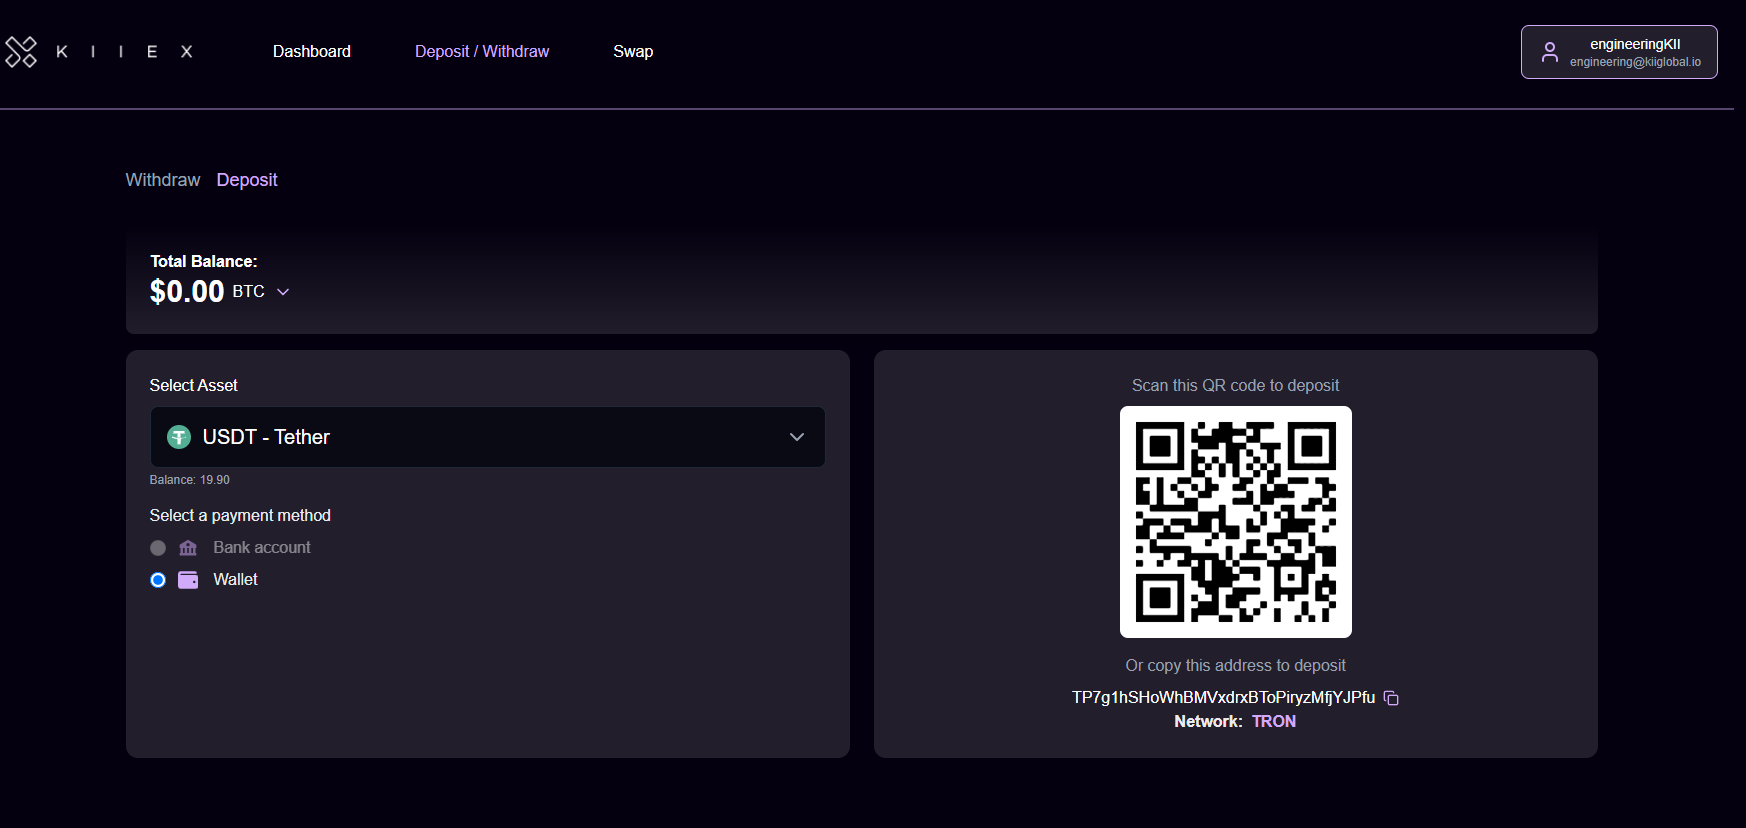 KIIEX
Dashboard
Deposit / Withdraw
Swap
engineeringKII
engineering@kiiglobal.io
Withdraw
Deposit
Total Balance:
$0.00 BTC
Select Asset
USDT - Tether
Balance: 19.90
Select a payment method
Bank account
Wallet
Scan this QR code to deposit
Or copy this address to deposit
TP7g1hSHoWhBMVxdrxBToPiryzMfjYJPfu
Network: TRON